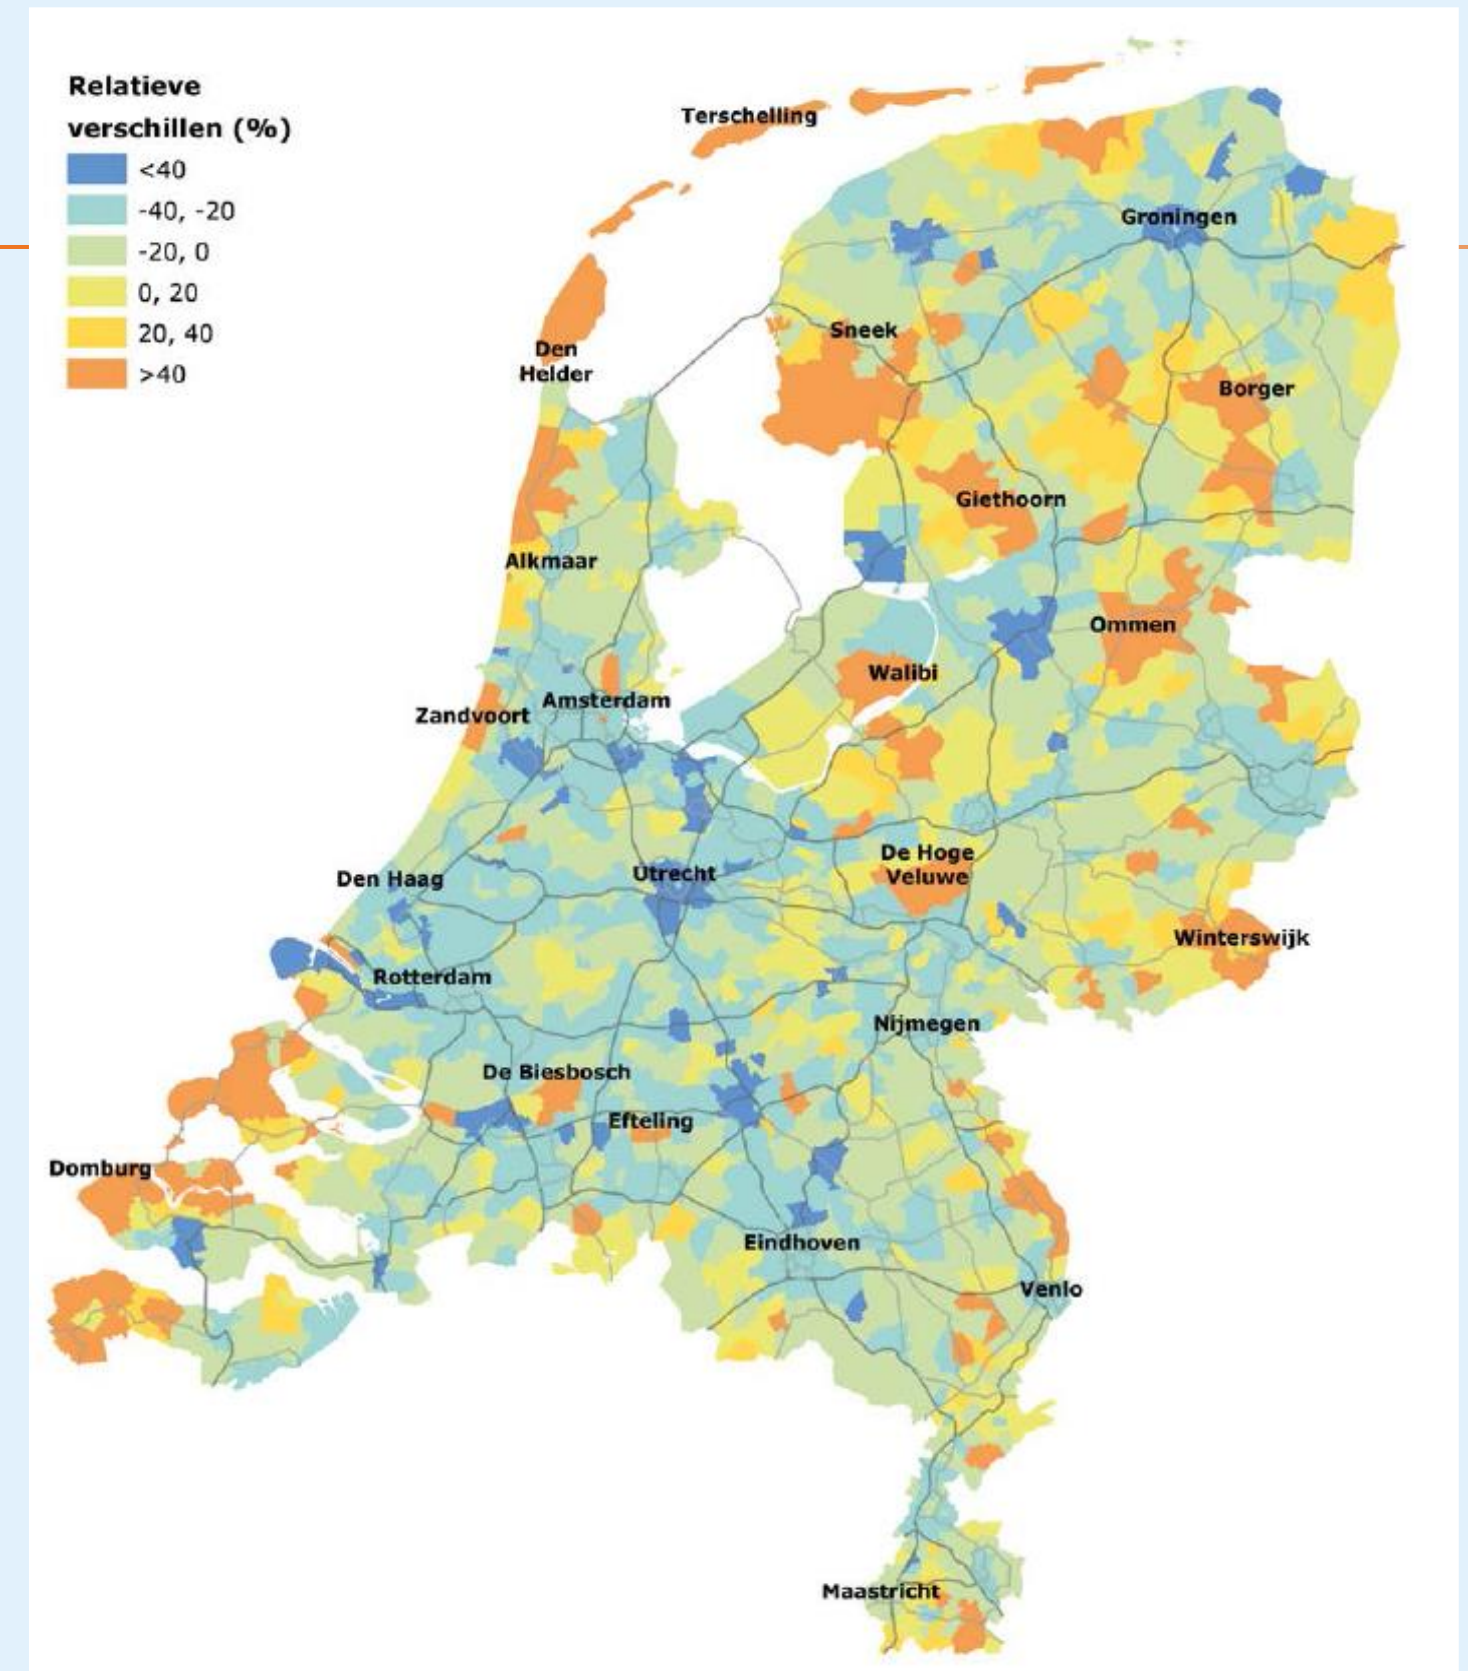 Relatieve
verschillen (%)
<40
-40, -20
-20, 0
0, 20
20, 40
>40
Terschelling
Groningen
Sneek
Den
Helder
Borger
Giethoorn
Alkmaar
Ommen
Walibi
Amsterdam
Zandvoort
De Hoge
Veluwe
Utrecht
Den Haag
Winterswijk
Rotterdam
Nijmegen
De Biesbosch
Efteling
Domburg
Eindhoven
Venlo
Maastricht